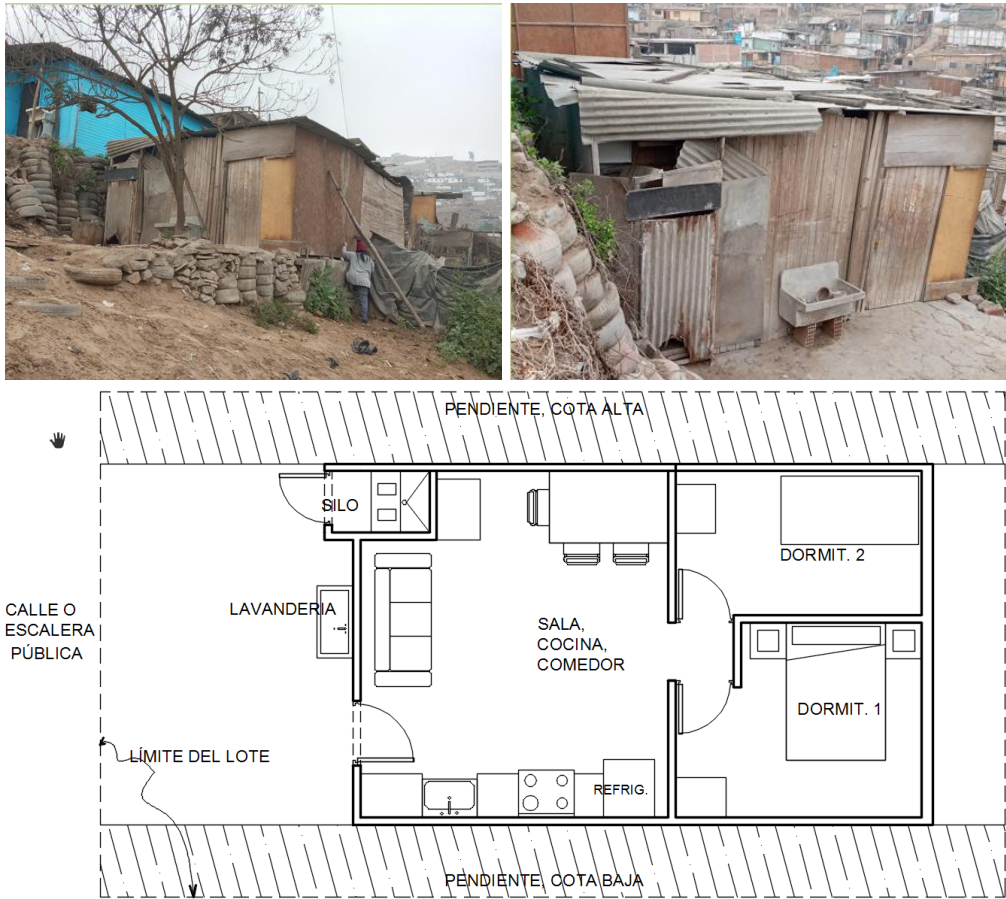 PENDIENTE, COTA ALTA
SILO
DORMIT. 2
CALLE O
ESCALERA
PÚBLICA
LAVANDERIA
SALA,
COCINA,
COMEDOR
DORMIT. 1
LÍMITE DEL LOTE
REFRIG.
PENDIENTE, COTA BAJA